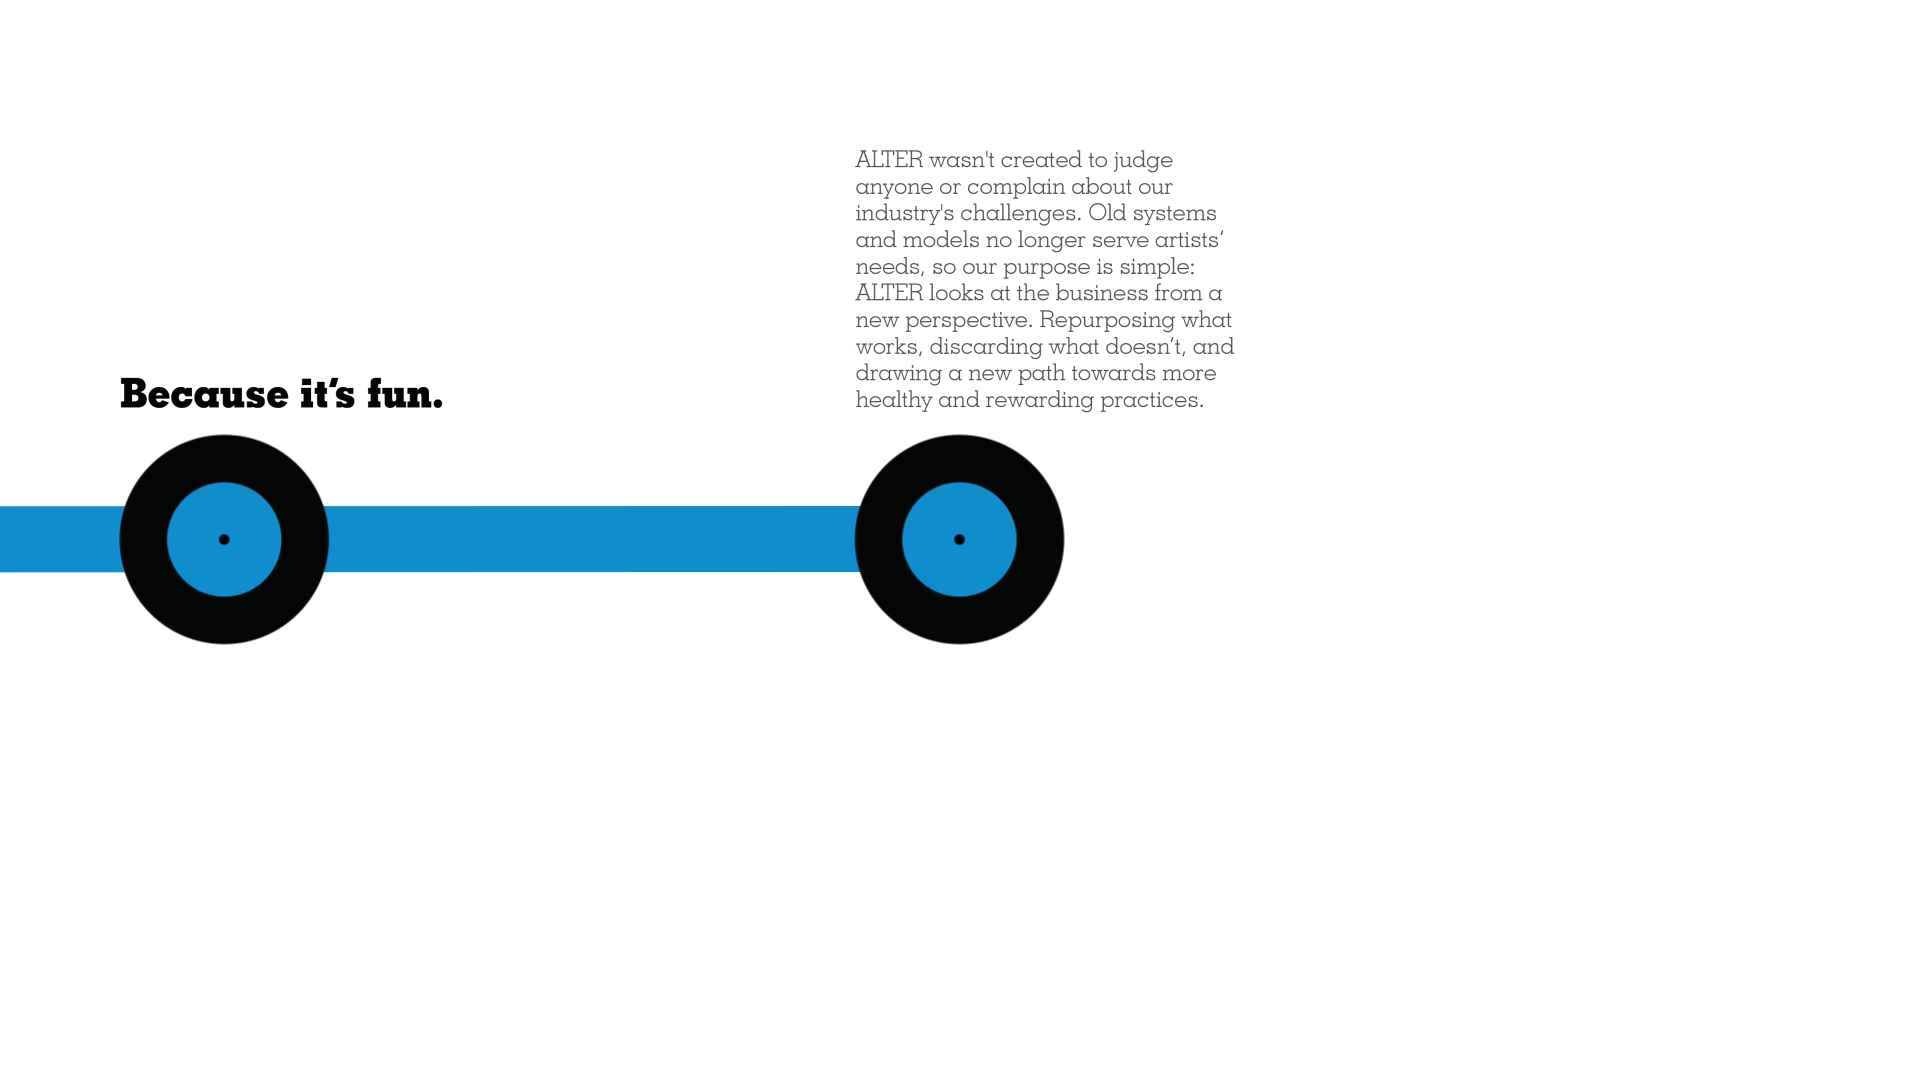 Because it’s fun.
ALTER wasn't created to judge
anyone or complain about our
industry's challenges. Old systems
and models no longer serve artists’
needs, so our purpose is simple:
ALTER looks at the business from a
new perspective. Repurposing what
works, discarding what doesn’t, and
drawing a new path towards more
healthy and rewarding practices.